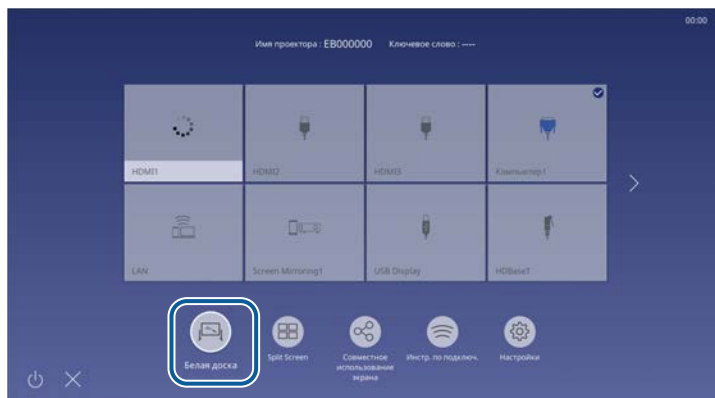 00:00
Имя проектора : EB000000 Ключевое слово : ----
HDMI1 HDMI2 HDMI3 Компьютер1
LAN Screen Mirroring1 USB Display HDBaseT
Белая доска Split Screen Совместное использование экрана Инстр. по подключ. Настройки